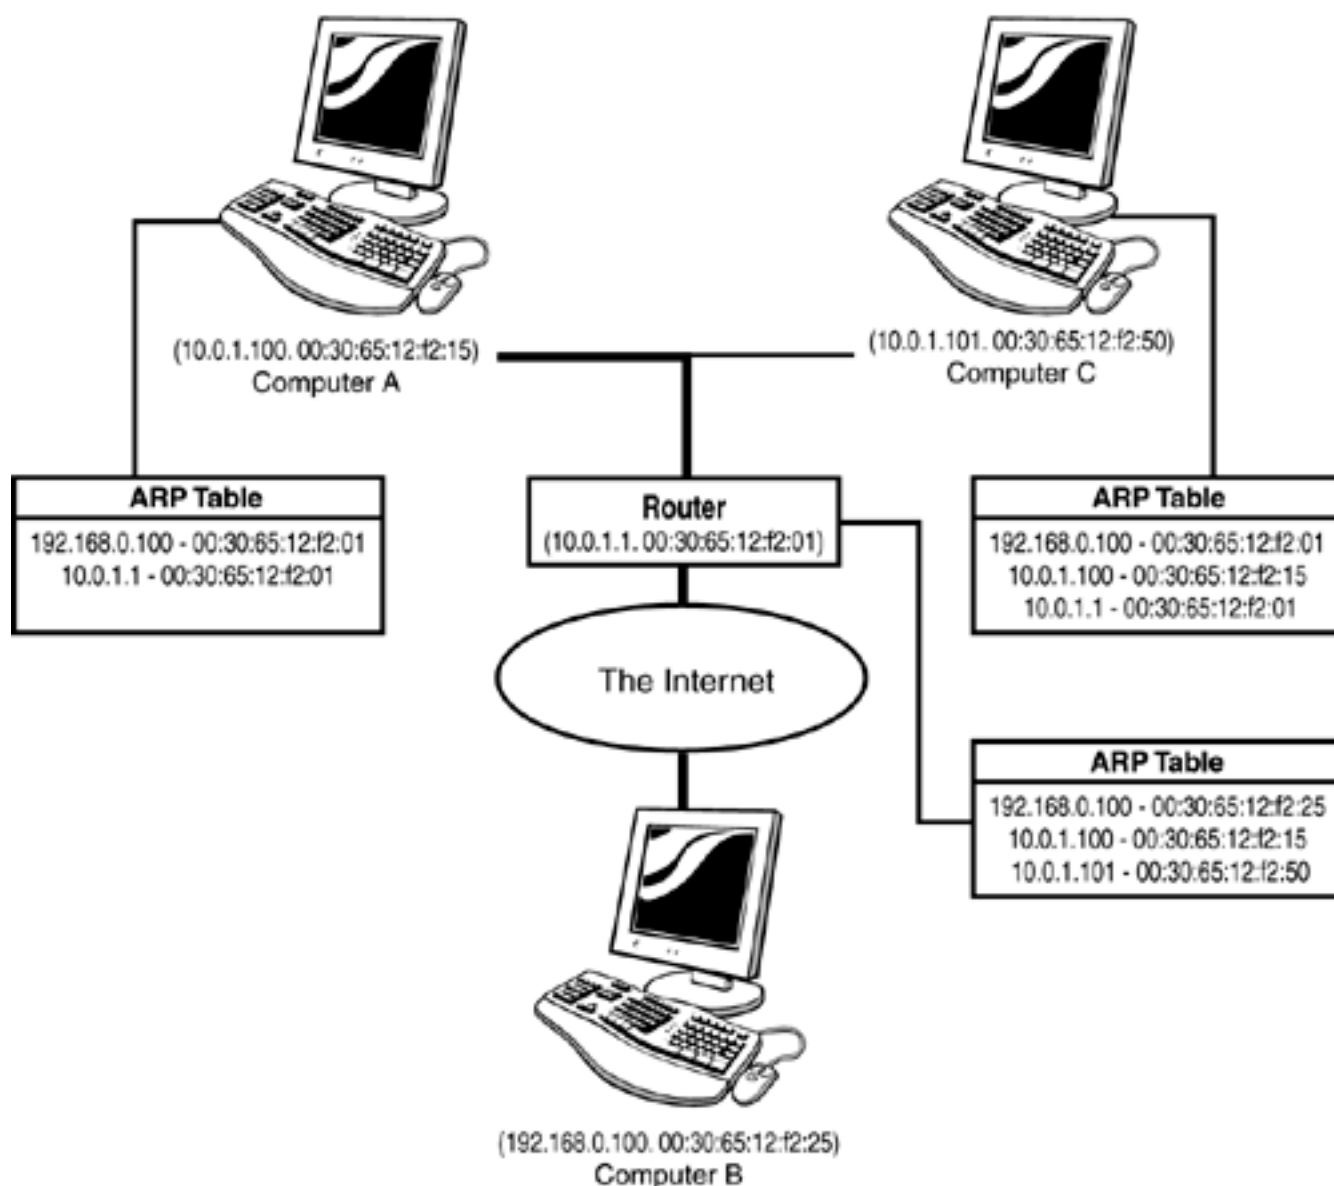 (10.0.1.100. 00:30:65:12:f2:15)
Computer A
(10.0.1.101. 00:30:65:12:f2:50)
Computer C
ARP Table
192.168.0.100 - 00:30:65:12:f2:01
10.0.1.1 - 00:30:65:12:f2:01
Router
(10.0.1.1. 00:30:65:12:f2:01)
ARP Table
192.168.0.100 - 00:30:65:12:f2:01
10.0.1.100 - 00:30:65:12:f2:15
10.0.1.1 - 00:30:65:12:f2:01
The Internet
ARP Table
192.168.0.100 - 00:30:65:12:f2:25
10.0.1.100 - 00:30:65:12:f2:15
10.0.1.101 - 00:30:65:12:f2:50
(192.168.0.100. 00:30:65:12:f2:25)
Computer B